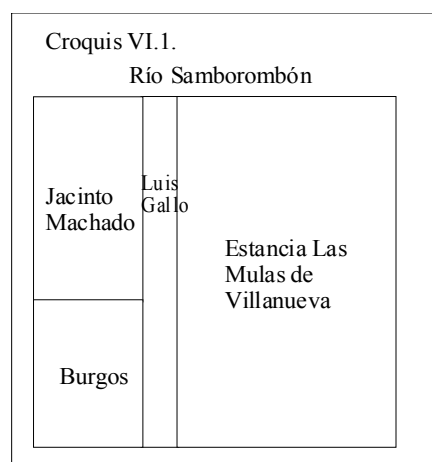 Croquis VI.1.
Río Samborombón
Jacinto
Machado
Luis
Gallo
Estancia Las
Mulas de
Villanueva
Burgos